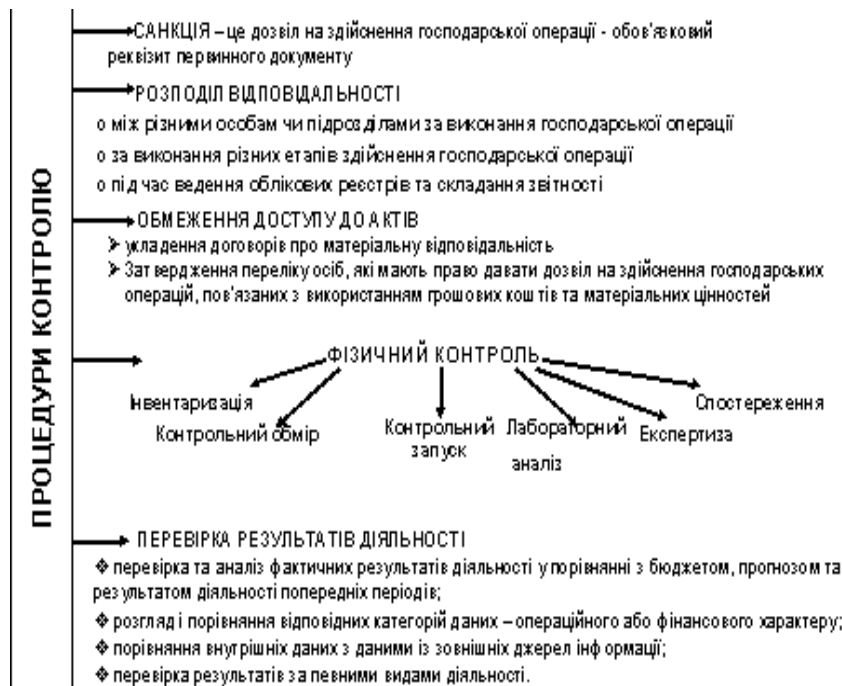 ПРОЦЕДУРИ КОНТРОЛЮ
САНКЦІЯ – це дозвіл на здійснення господарської операції - обов'язковий
реквізит первинного документу
РОЗПОДІЛ ВІДПОВІДАЛЬНОСТІ
о між різними особам чи підрозділами за виконання господарської операції
о за виконання різних етапів здійснення господарської операції
о під час ведення облікових реєстрів та складання звітності
ОБМЕЖЕННЯ ДОСТУПУ ДО АКТІВ
➢ укладення договорів про матеріальну відповідальність
➢ Затвердження переліку осіб, які мають право давати дозвіл на здійснення господарських
операцій, пов'язаних з використанням грошових коштів та матеріальних цінностей
ФІЗИЧНИЙ КОНТРОЛЬ
Інвентаризація
Контрольний обмір
Контрольний
запуск
Лабораторний
аналіз
Експертиза
Спостереження
ПЕРЕВІРКА РЕЗУЛЬТАТІВ ДІЯЛЬНОСТІ
❖ перевірка та аналіз фактичних результатів діяльності у порівнянні з бюджетом, прогнозом та
результатом діяльності попередніх періодів;
❖ розгляд і порівняння відповідних категорій даних – операційного або фінансового характеру;
❖ порівняння внутрішніх даних з даними із зовнішніх джерел інформації;
❖ перевірка результатів за певними видами діяльності.